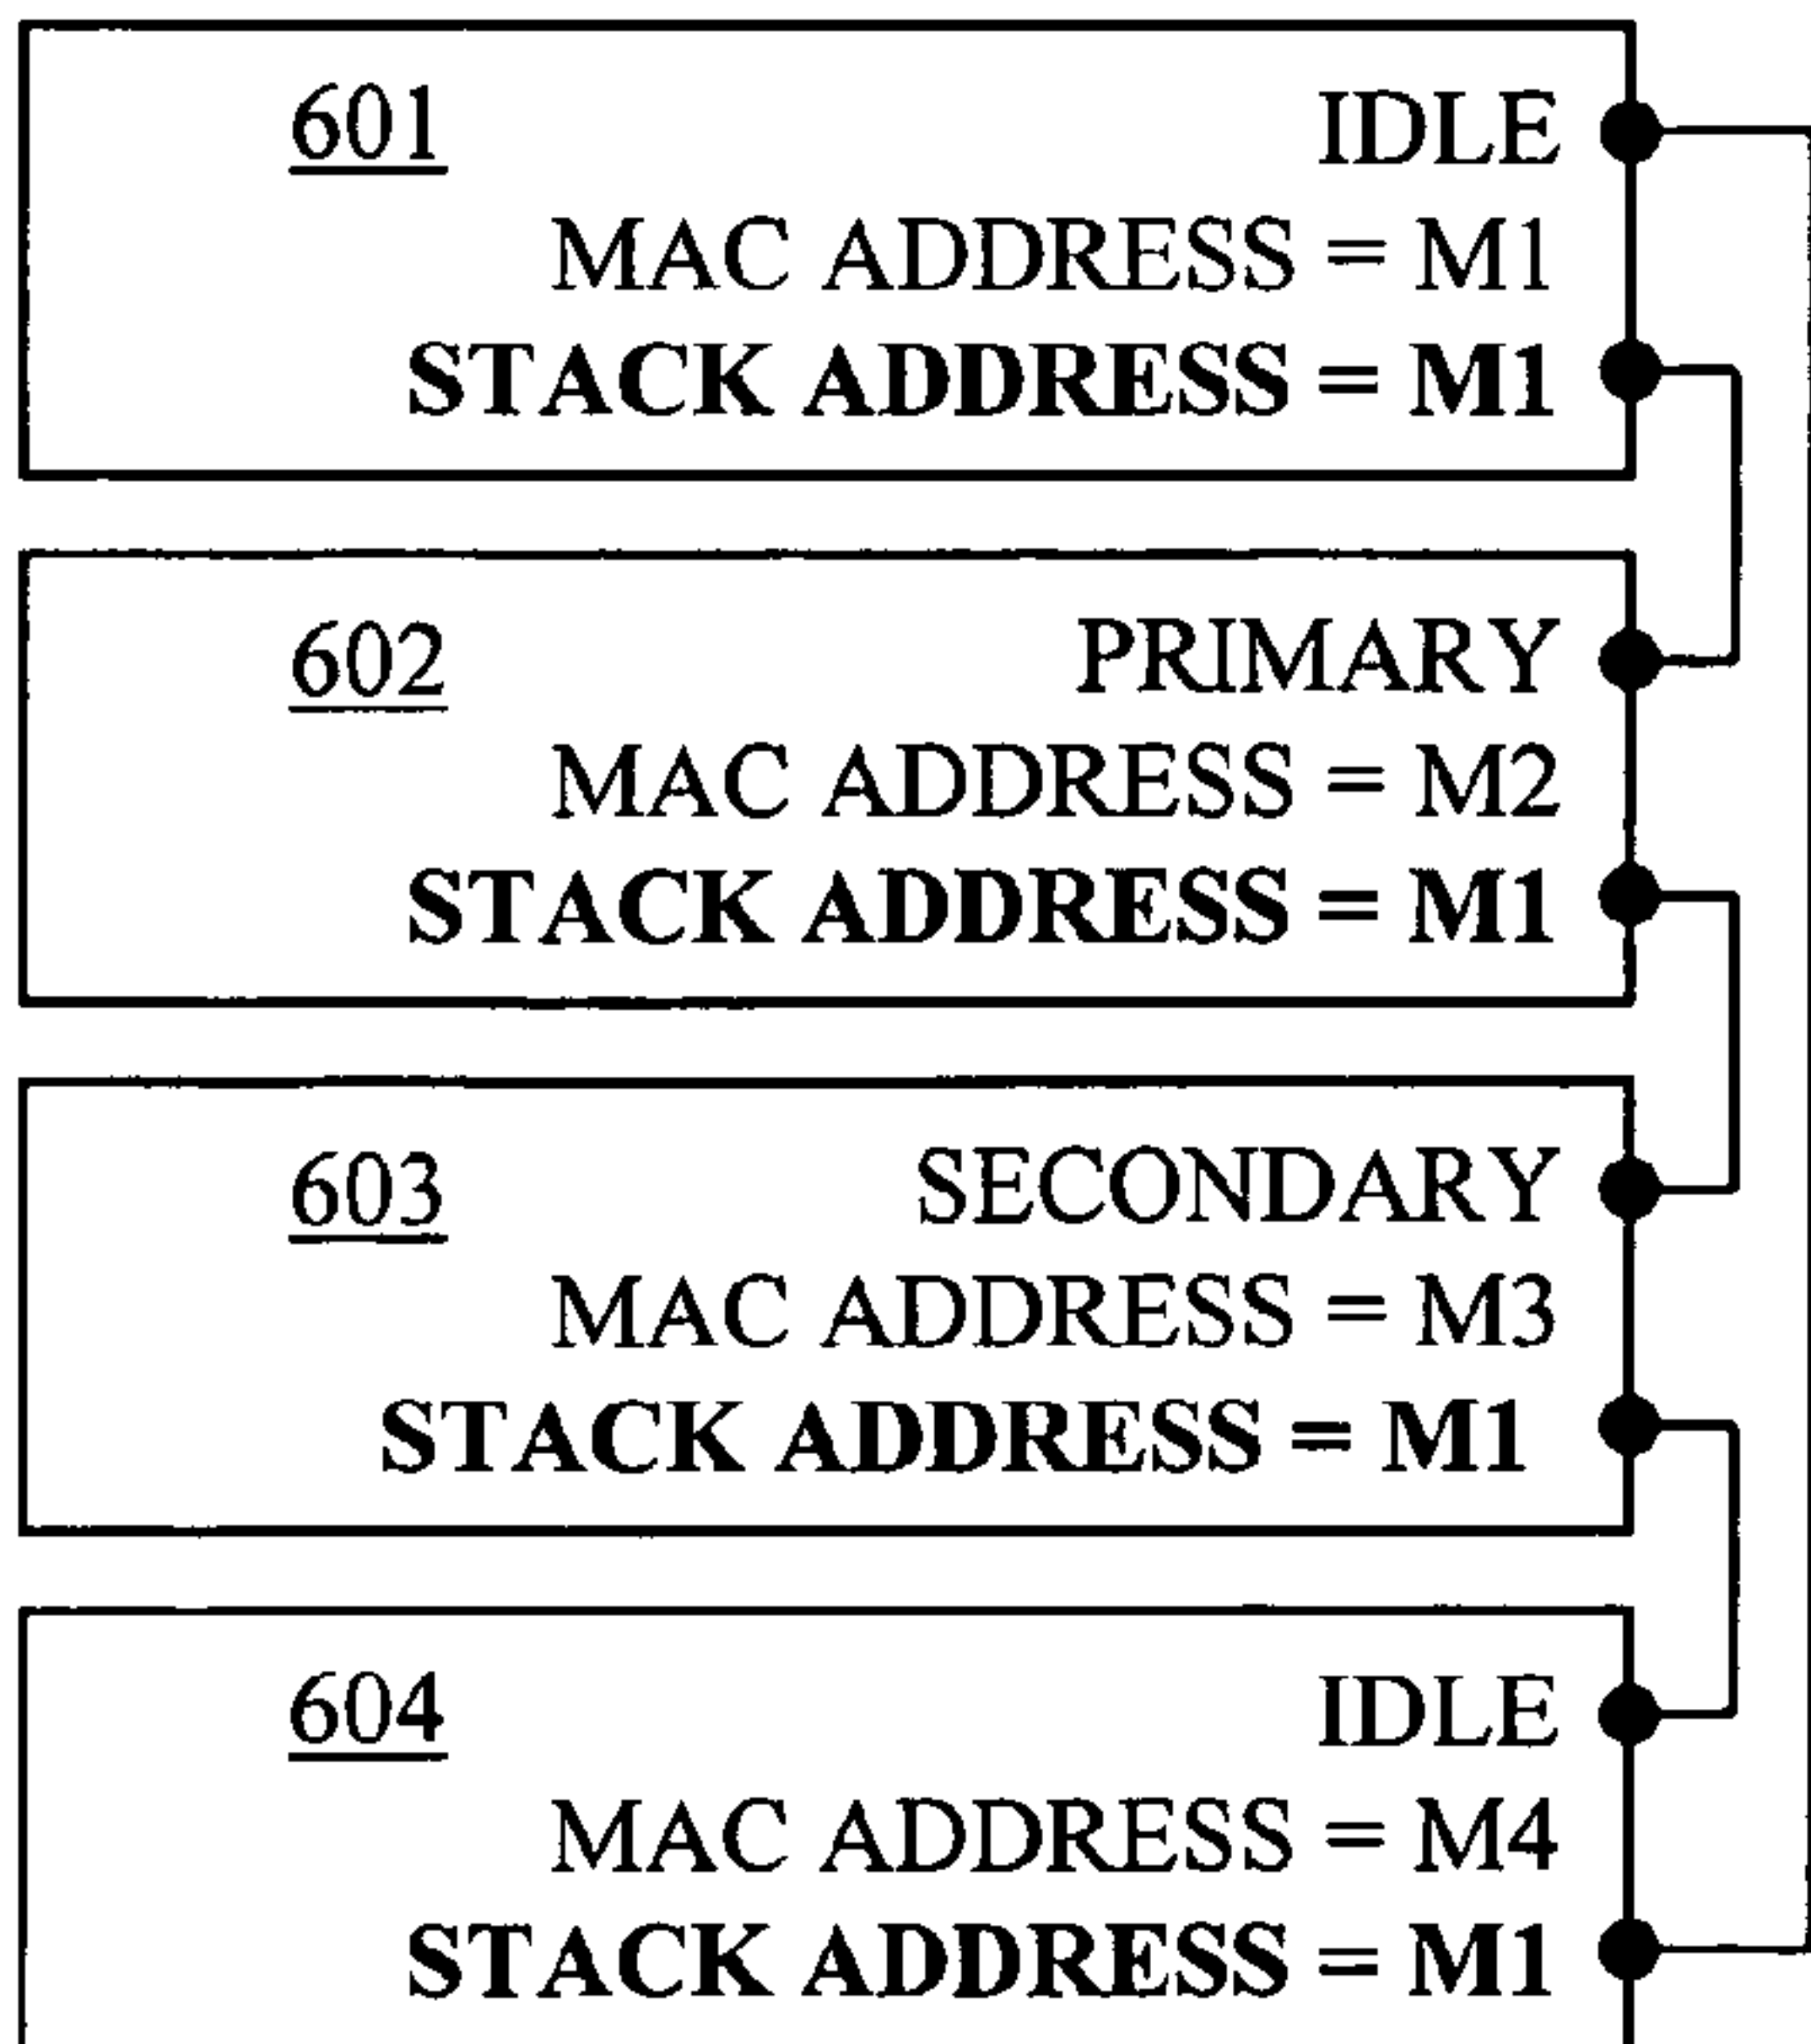 601 IDLE
MAC ADDRESS = M1
STACK ADDRESS = M1
602 PRIMARY
MAC ADDRESS = M2
STACK ADDRESS = M1
603 SECONDARY
MAC ADDRESS = M3
STACK ADDRESS = M1
604 IDLE
MAC ADDRESS = M4
STACK ADDRESS = M1